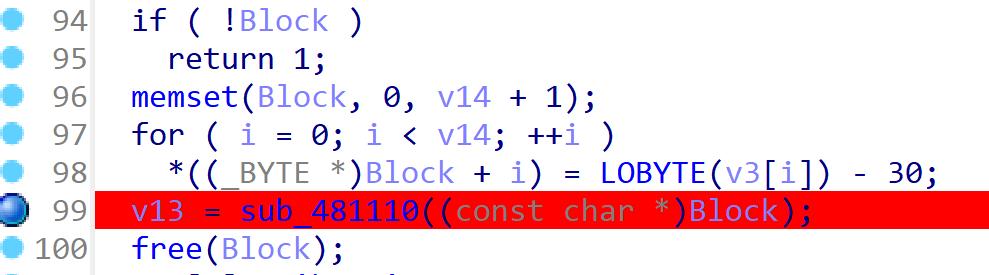 94 if ( !Block )
95 return 1;
96 memset(Block, 0, v14 + 1);
97 for ( i = 0; i < v14; ++i )
98 *((_BYTE *)Block + i) = LOBYTE(v3[i]) - 30;
99 v13 = sub_481110((const char *)Block);
100 free(Block);